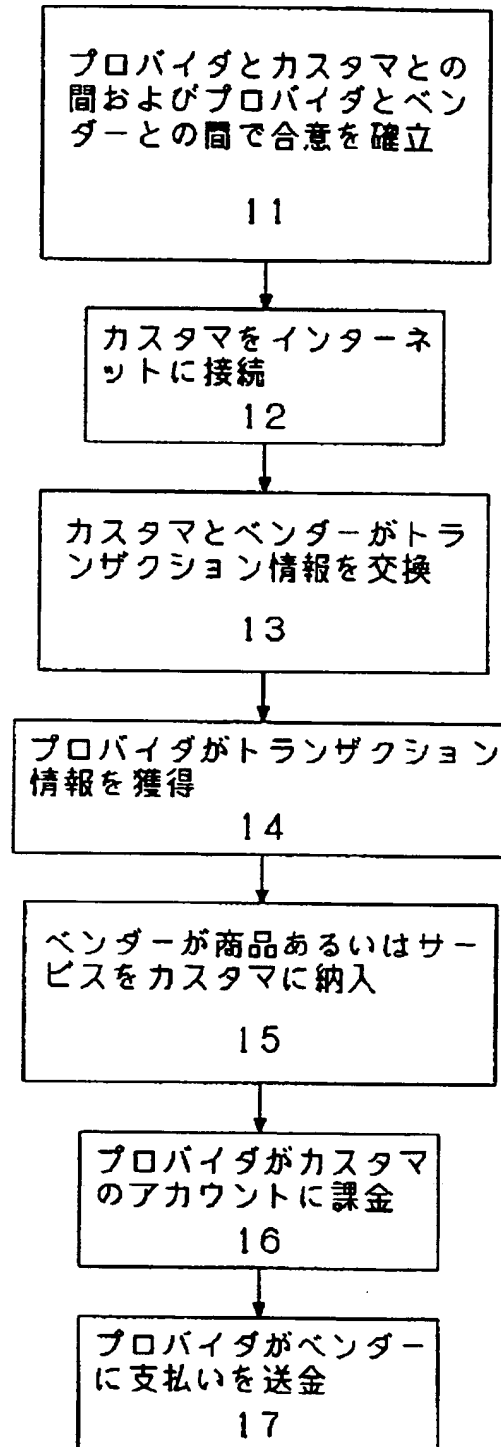 プロバイダとカスタマとの
間およびプロバイダとベン
ダーとの間で合意を確立
11
カスタマをインターネ
ットに接続
12
カスタマとベンダーがトラ
ンザクション情報を交換
13
プロバイダがトランザクション
情報を獲得
14
ベンダーが商品あるいはサー
ビスをカスタマに納入
15
プロバイダがカスタマ
のアカウントに課金
16
プロバイダがベンダー
に支払いを送金
17